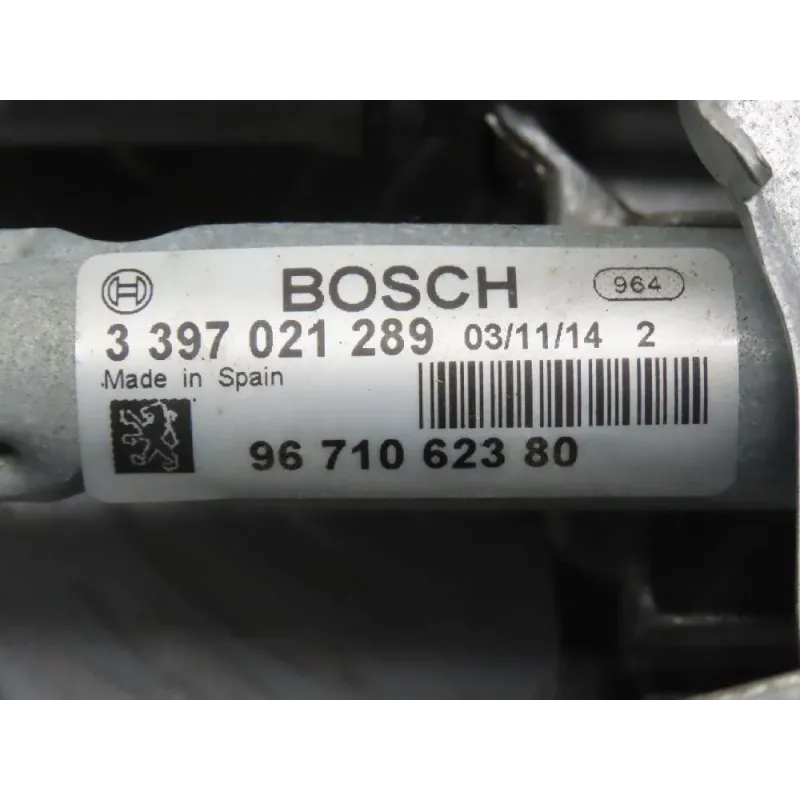 BOSCH 964
3 397 021 289 03/11/14 2
Made in Spain
96 710 623 80